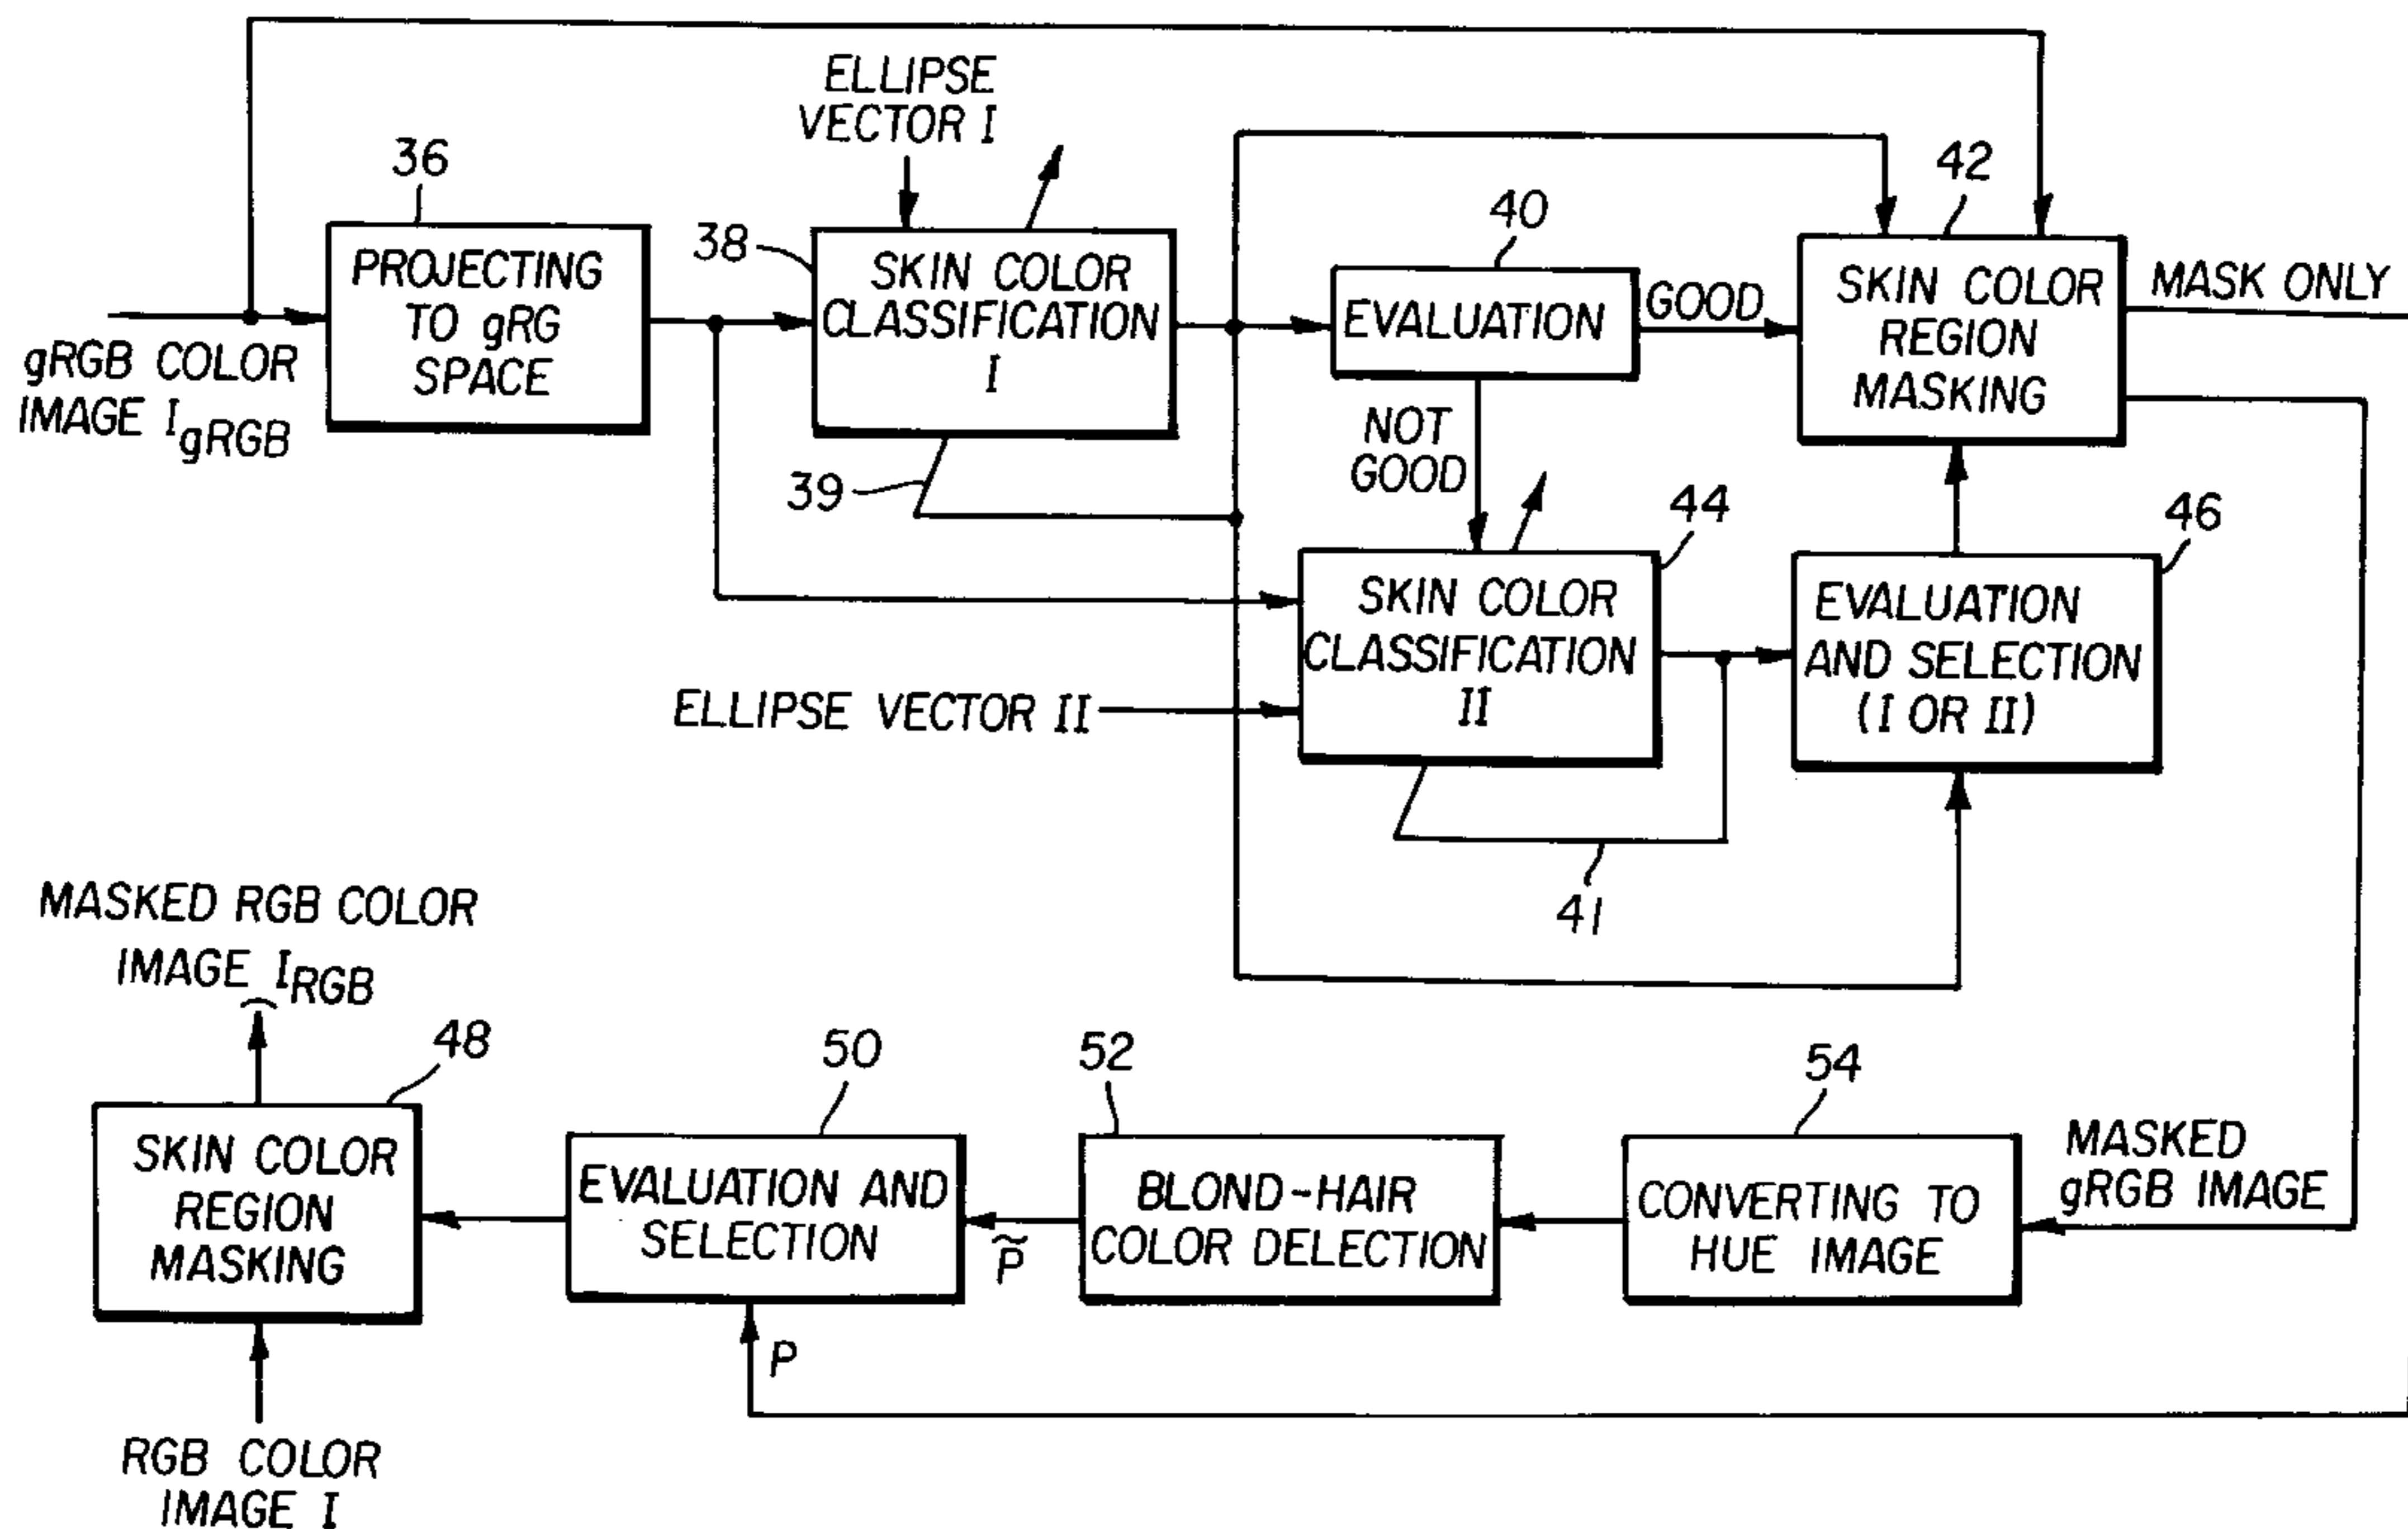 ELLIPSE
VECTOR I
36
38
39
40
42
PROJECTING
TO gRG
SPACE
SKIN COLOR
CLASSIFICATION
I
EVALUATION
GOOD
NOT
GOOD
SKIN COLOR
REGION
MASKING
MASK ONLY
gRGB COLOR
IMAGE IgRGB
44
46
SKIN COLOR
CLASSIFICATION
II
EVALUATION
AND SELECTION
(I OR II)
ELLIPSE VECTOR II
41
MASKED RGB COLOR
IMAGE IRGB
48
50
52
54
SKIN COLOR
REGION
MASKING
EVALUATION AND
SELECTION
P̃
BLOND-HAIR
COLOR DELECTION
CONVERTING TO
HUE IMAGE
MASKED
gRGB IMAGE
P
RGB COLOR
IMAGE I